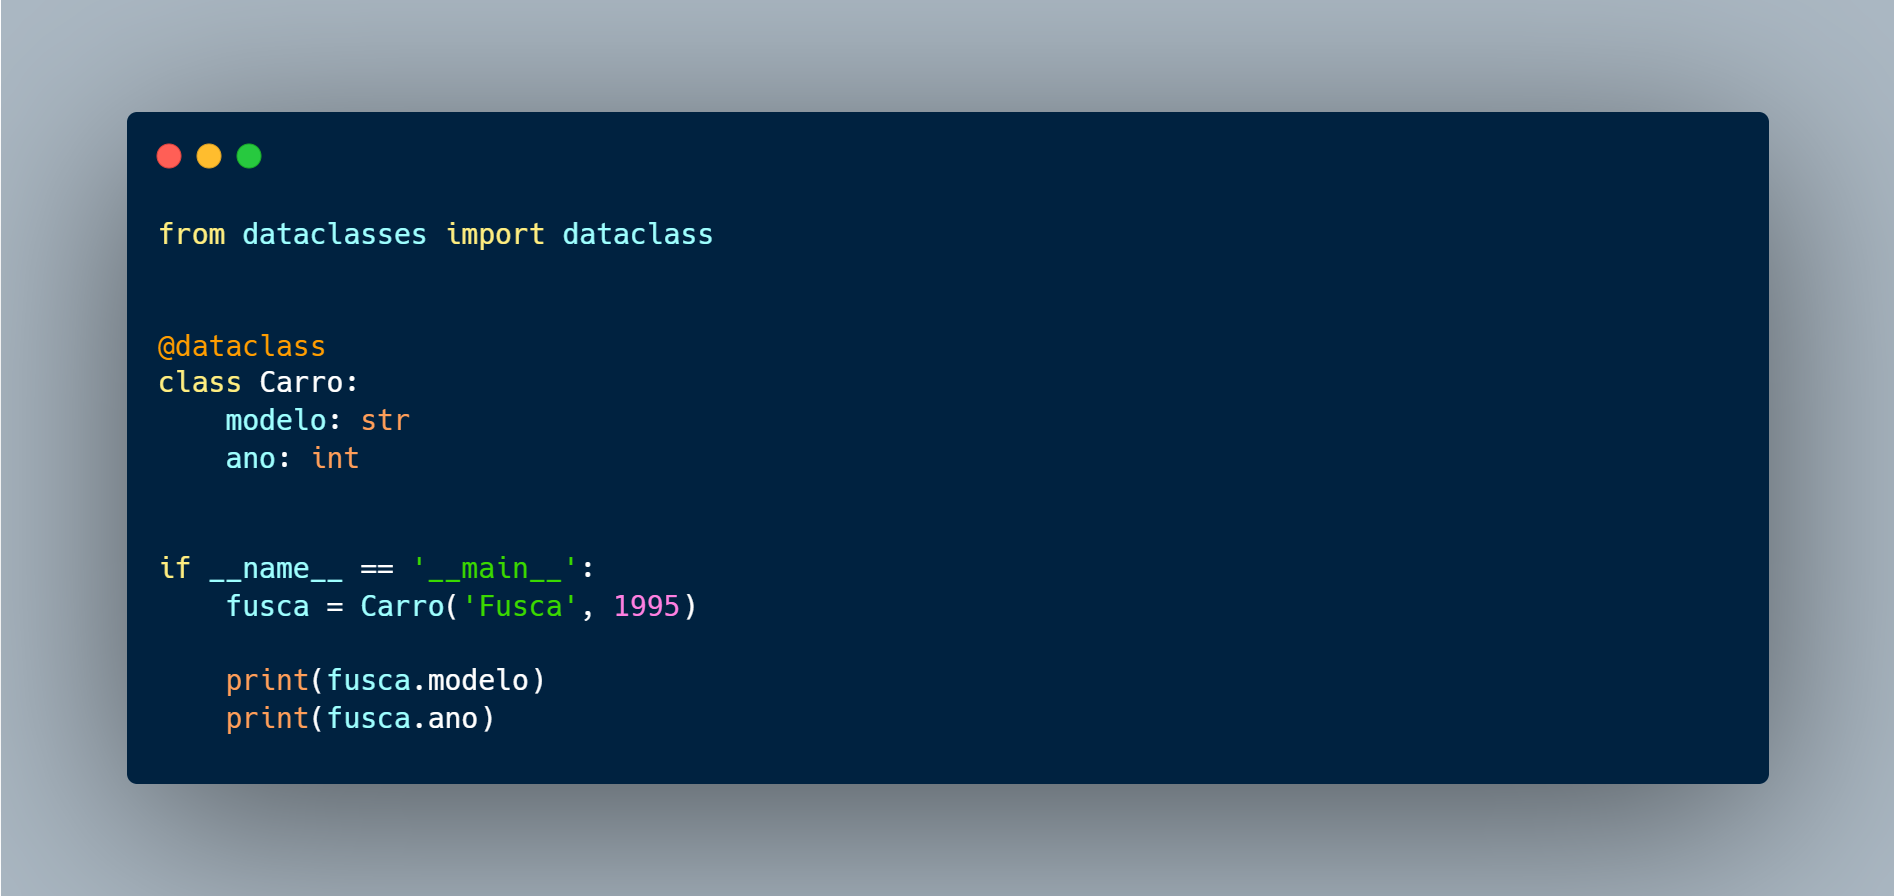 from dataclasses import dataclass
@dataclass
class Carro:
    modelo: str
    ano: int
if __name__ == '__main__':
    fusca = Carro('Fusca', 1995)
    print(fusca.modelo)
    print(fusca.ano)